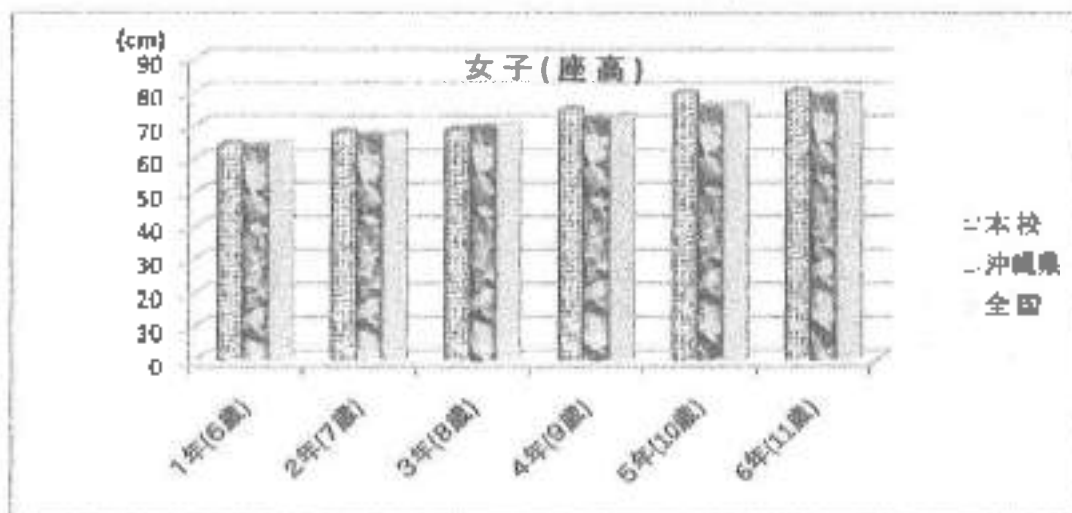 (cm)
女子(座高)
90
80
70
60
50
40
30
20
10
0
1年(6歳)
2年(7歳)
3年(8歳)
4年(9歳)
5年(10歳)
6年(11歳)
本校
沖縄県
全国